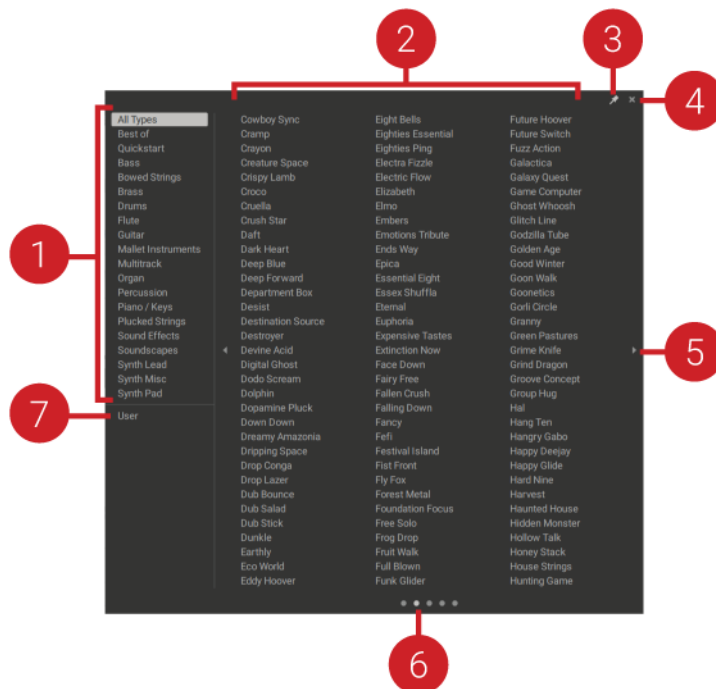 2
3
4
1
5
7
6
All Types
Best of
Quickstart
Bass
Bowed Strings
Brass
Drums
Flute
Guitar
Mallet Instruments
Multitrack
Organ
Percussion
Piano / Keys
Plucked Strings
Sound Effects
Soundscapes
Synth Lead
Synth Misc
Synth Pad
User
Cowboy Sync
Cramp
Crayon
Creature Space
Crispy Lamb
Croco
Cruella
Crush Star
Daft
Dark Heart
Deep Blue
Deep Forward
Department Box
Desist
Destination Source
Destroyer
Devine Acid
Digital Ghost
Dodo Scream
Dolphin
Dopamine Pluck
Down Down
Dreamy Amazonia
Dripping Space
Drop Conga
Drop Lazer
Dub Bounce
Dub Salad
Dub Stick
Dunkle
Earthly
Eco World
Eddy Hoover
Eight Bells
Eighties Essential
Eighties Ping
Electra Fizzle
Electric Flow
Elizabeth
Elmo
Embers
Emotions Tribute
Ends Way
Epica
Essential Eight
Essex Shuffla
Eternal
Euphoria
Expensive Tastes
Extinction Now
Face Down
Fairy Free
Fallen Crush
Falling Down
Fancy
Fefi
Festival Island
Fist Front
Fly Fox
Forest Metal
Foundation Focus
Free Solo
Frog Drop
Fruit Walk
Full Blown
Funk Glider
Future Hoover
Future Switch
Fuzz Action
Galactica
Galaxy Quest
Game Computer
Ghost Whoosh
Glitch Line
Godzilla Tube
Golden Age
Good Winter
Goon Walk
Goonetics
Gorli Circle
Granny
Green Pastures
Grime Knife
Grind Dragon
Groove Concept
Group Hug
Hal
Hang Ten
Hangry Gabo
Happy Deejay
Happy Glide
Hard Nine
Harvest
Haunted House
Hidden Monster
Hollow Talk
Honey Stack
House Strings
Hunting Game